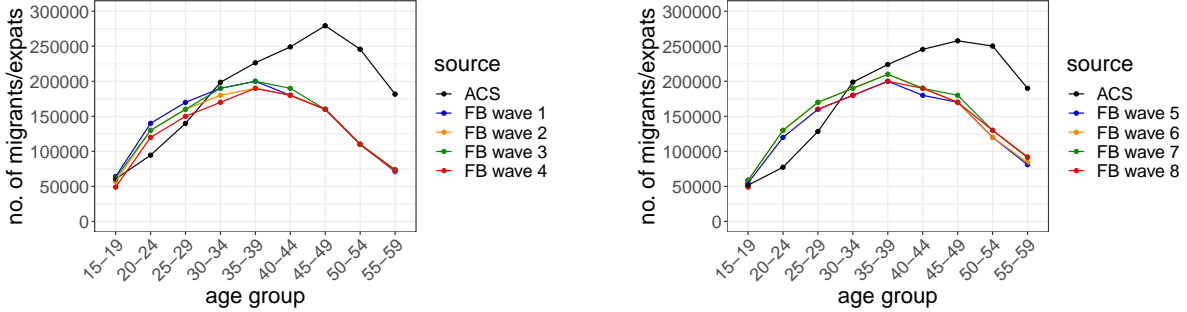 no. of migrants/expats
300000
250000
200000
150000
100000
50000
0
15−19
20−24
25−29
30−34
35−39
40−44
45−49
50−54
55−59
age group
source
ACS
FB wave 1
FB wave 2
FB wave 3
FB wave 4
no. of migrants/expats
300000
250000
200000
150000
100000
50000
0
15−19
20−24
25−29
30−34
35−39
40−44
45−49
50−54
55−59
age group
source
ACS
FB wave 5
FB wave 6
FB wave 7
FB wave 8